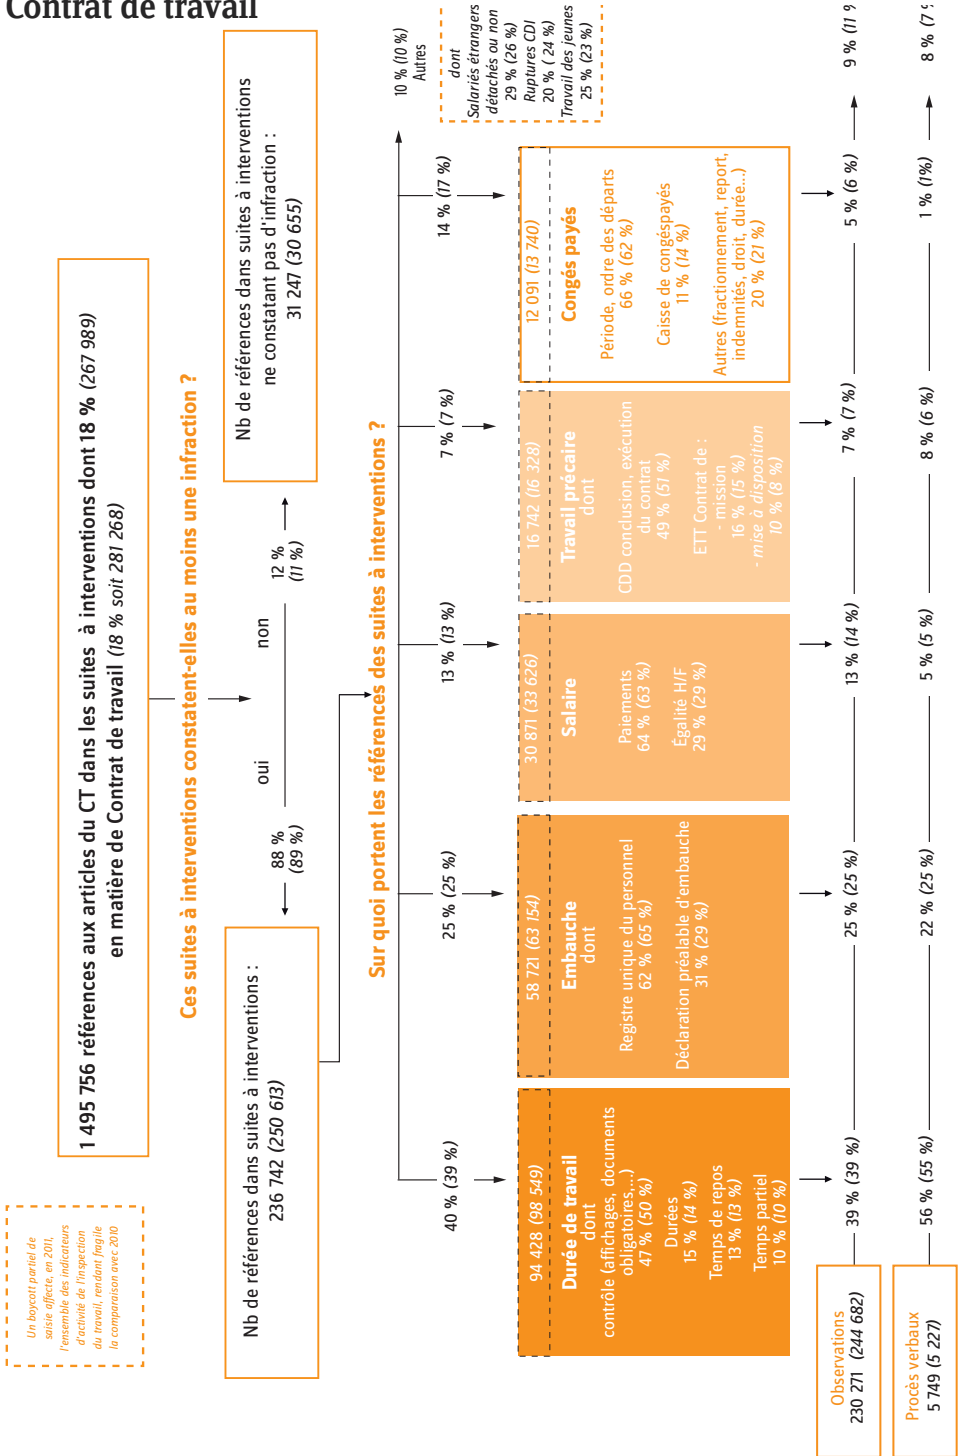 Contrat de travail
Un boycott partiel de
saisie affecte, en 2011,
l'ensemble des indicateurs
d'activité de l'inspection
du travail, rendant fragile
la comparaison avec 2010
1 495 756 références aux articles du CT dans les suites à interventions dont 18 % (267 989)
en matière de Contrat de travail (18 % soit 281 268)
Ces suites à interventions constatent-elles au moins une infraction ?
88 %
(89 %)
oui
non
12 %
(11 %)
Nb de références dans suites à interventions :
236 742 (250 613)
Nb de références dans suites à interventions
ne constatant pas d'infraction :
31 247 (30 655)
Sur quoi portent les références des suites à interventions ?
40 % (39 %)
25 % (25 %)
13 % (13 %)
7 % (7 %)
14 % (17 %)
10 % (10 %)
Autres
dont
Salariés étrangers
détachés ou non
29 % (26 %)
Ruptures CDI
20 % ( 24 %)
Travail des jeunes
25 % (23 %)
94 428 (98 549)
Durée de travail
dont
contrôle (affichages, documents
obligatoires,...)
47 % (50 %)
Durées
15 % (14 %)
Temps de repos
13 % (13 %)
Temps partiel
10 % (10 %)
58 721 (63 154)
Embauche
dont
Registre unique du personnel
62 % (65 %)
Déclaration préalable d'embauche
31 % (29 %)
30 871 (33 626)
Salaire
Paiements
64 % (63 %)
Égalité H/F
29 % (29 %)
16 742 (16 328)
Travail précaire
dont
CDD conclusion, exécution
du contrat
49 % (51 %)
ETT Contrat de :
- mission
16 % (15 %)
- mise à disposition
10 % (8 %)
12 091 (13 740)
Congés payés
Période, ordre des départs
66 % (62 %)
Caisse de congéspayés
11 % (14 %)
Autres (fractionnement, report,
indemnités, droit, durée...)
20 % (21 %)
Observations
230 271 (244 682)
39 % (39 %)
25 % (25 %)
13 % (14 %)
7 % (7 %)
5 % (6 %)
9 % (11 %
Procès verbaux
5 749 (5 227)
56 % (55 %)
22 % (25 %)
5 % (5 %)
8 % (6 %)
1 % (1%)
8 % (7 %